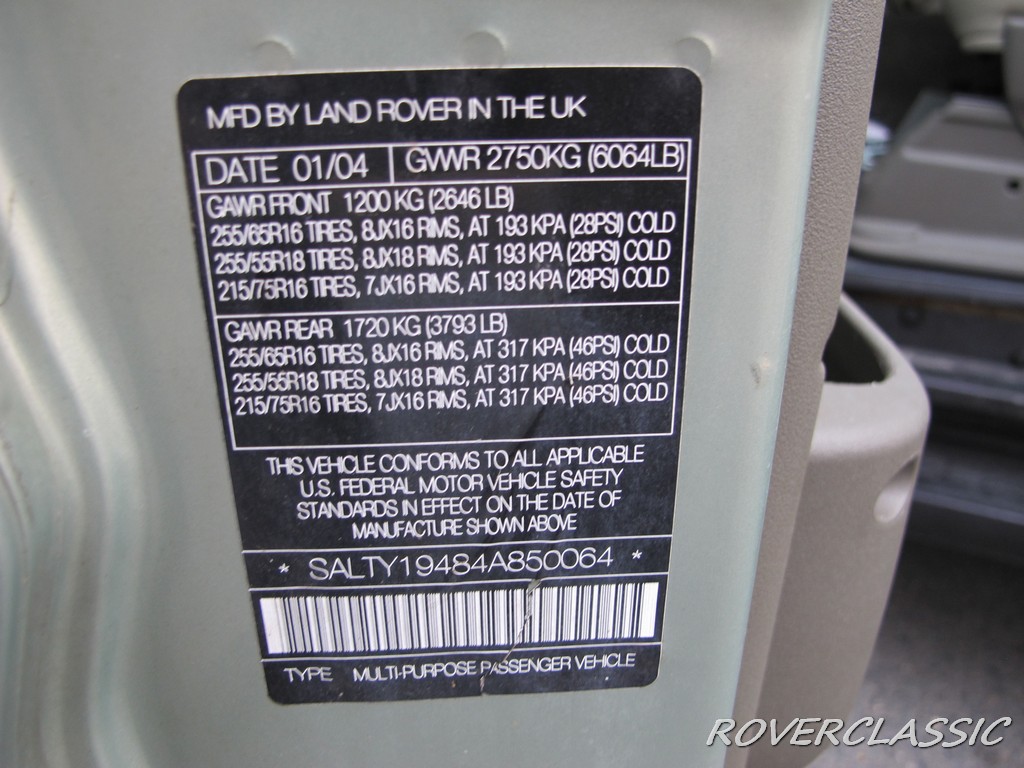 MFD BY LAND ROVER IN THE UK
DATE 01/04 GVWR 2750KG (6064LB)
GAWR FRONT 1200 KG (2646 LB)
255/65R16 TIRES, 8JX16 RIMS, AT 193 KPA (28PSI) COLD
255/55R18 TIRES, 8JX18 RIMS, AT 193 KPA (28PSI) COLD
215/75R16 TIRES, 7JX16 RIMS, AT 193 KPA (28PSI) COLD
GAWR REAR 1720 KG (3793 LB)
255/65R16 TIRES, 8JX16 RIMS, AT 317 KPA (46PSI) COLD
255/55R18 TIRES, 8JX18 RIMS, AT 317 KPA (46PSI) COLD
215/75R16 TIRES, 7JX16 RIMS, AT 317 KPA (46PSI) COLD
THIS VEHICLE CONFORMS TO ALL APPLICABLE
U.S. FEDERAL MOTOR VEHICLE SAFETY
STANDARDS IN EFFECT ON THE DATE OF
MANUFACTURE SHOWN ABOVE
* SALTY19484A850064 *
TYPE MULTI-PURPOSE PASSENGER VEHICLE
ROVERCLASSIC